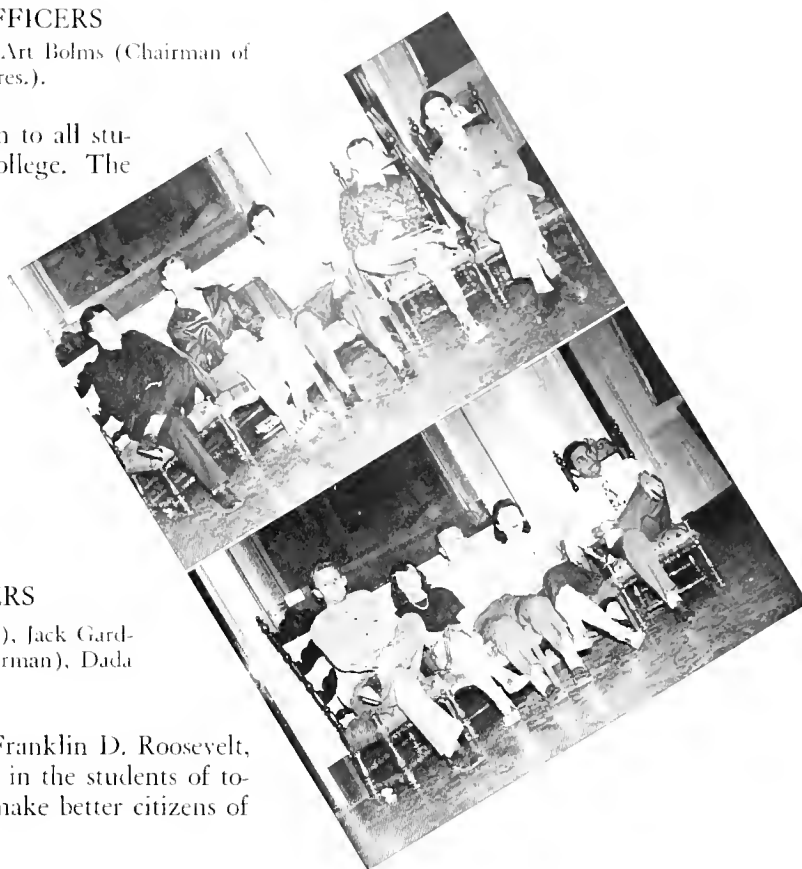 FFICERS
Art Bolms (Chairman of
res.).
n to all stu-
ollege. The
ERS
), Jack Gard-
rman), Dada
Franklin D. Roosevelt,
in the students of to-
make better citizens of